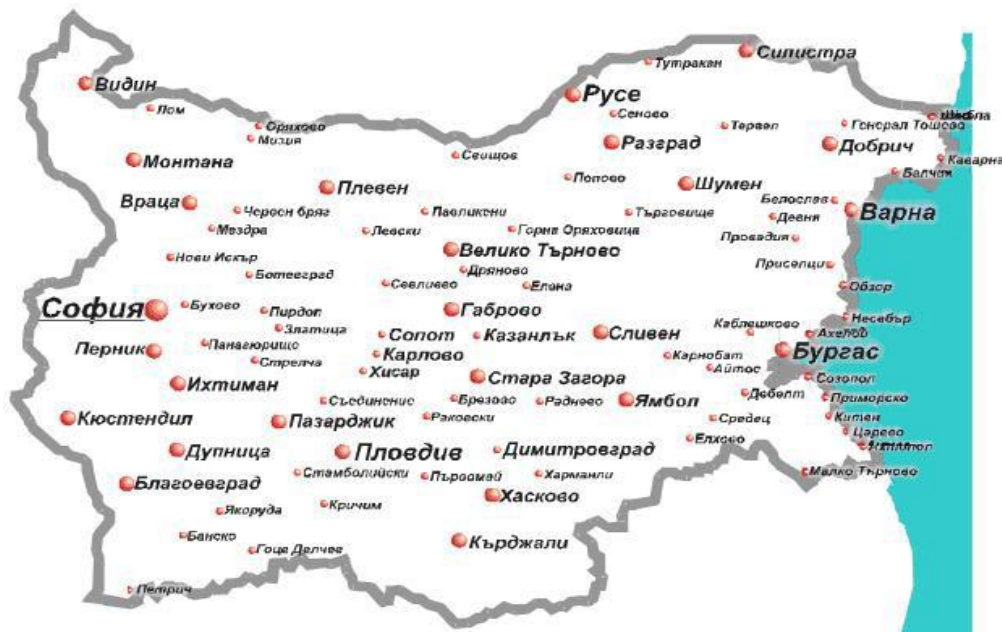 Силистра
Тутракан
Видин
Русе
Лом
Сеново
Оряхово
Тервел
Генерал Тошево
Мизия
Разград
Добрич
Свищов
Каварна
Монтана
Балчик
Попово
Плевен
Шумен
Враца
Белослав
Червен бряг
Павликени
Търговище
Варна
Девня
Мездра
Левски
Горна Оряховица
Провадия
Велико Търново
Нови Искър
Приселци
Ботевград
Дряново
Севлиево
Елена
Обзор
София
Бухово
Пирдоп
Габрово
Несебър
Златица
Сопот
Казанлък
Сливен
Каблешково
Ахелой
Панагюрище
Перник
Карлово
Карнобат
Бургас
Стрелча
Хисар
Айтос
Ихтиман
Стара Загора
Созопол
Съединение
Брезово
Раднево
Ямбол
Дебелт
Приморско
Кюстендил
Пазарджик
Раковски
Средец
Китен
Елхово
Царево
Дупница
Пловдив
Димитровград
Стамболийски
Първомай
Харманли
Малко Търново
Благоевград
Хасково
Якоруда
Кричим
Банско
Кърджали
Гоце Делчев
Петрич